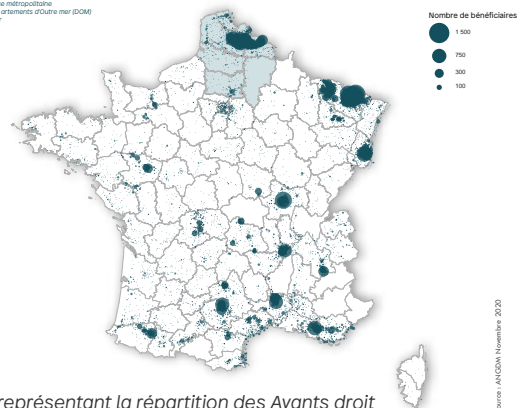 e métropolitaine
artements d'Outre mer (DOM)
Nombre de bénéficiaires
1 500
750
300
100
représentant la répartition des Ayants droit
ource : ANGDM Novembre 2020